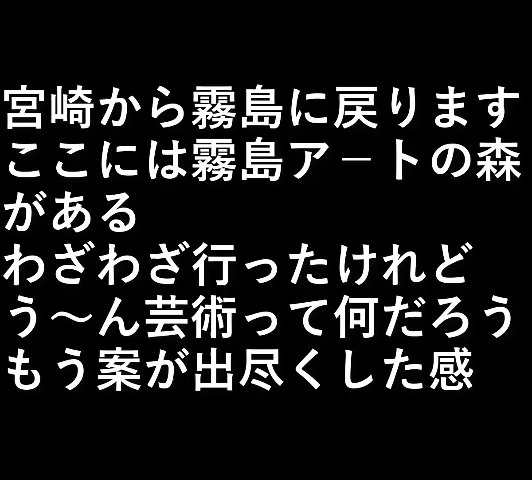 宮崎から霧島に戻ります
ここには霧島ア－トの森
がある
わざわざ行ったけれど
う～ん芸術って何だろう
もう案が出尽くした感